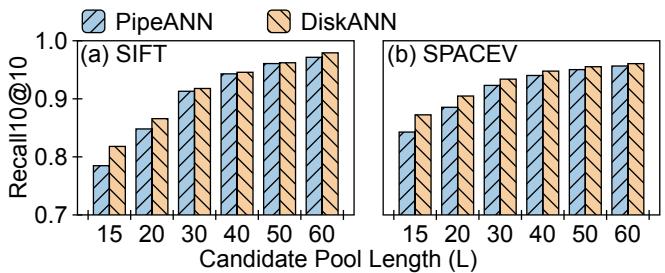 PipeANN DiskANN
(a) SIFT (b) SPACEV
Recall10@10
1.0
0.9
0.8
0.7
15 20 30 40 50 60 15 20 30 40 50 60
Candidate Pool Length (L)